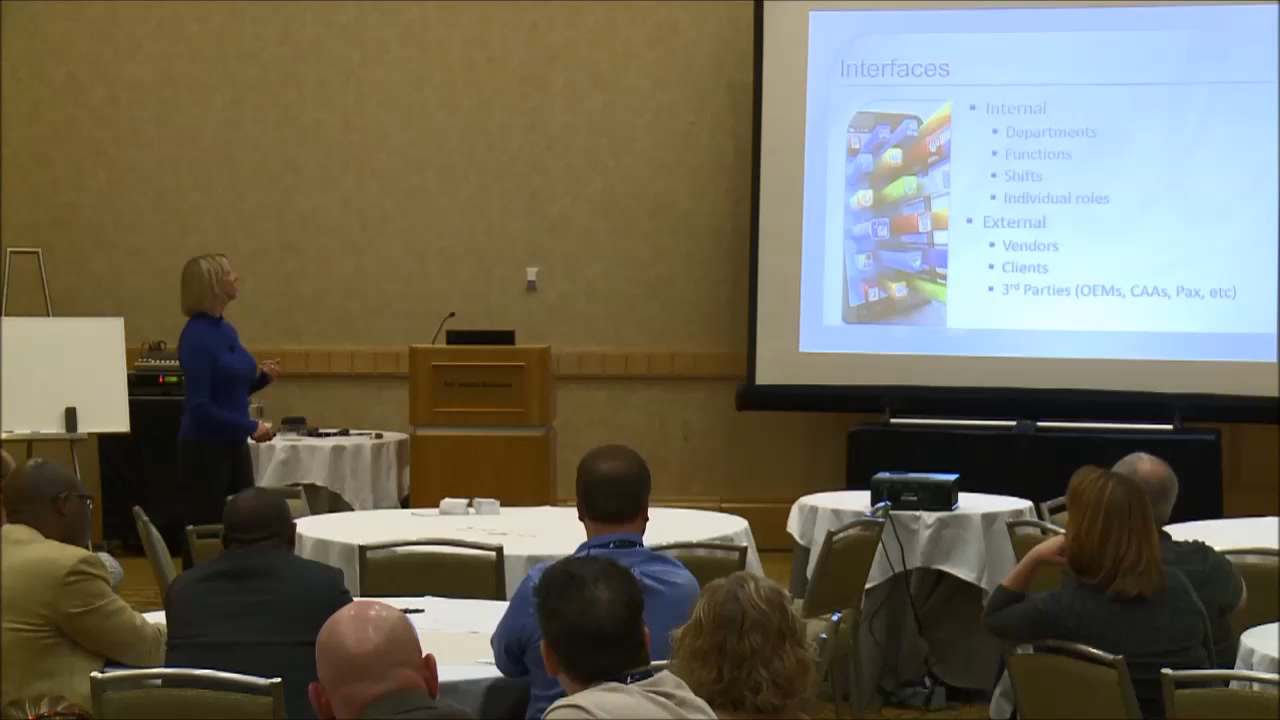 Interfaces
Internal
Departments
Functions
Shifts
Individual roles
External
Vendors
Clients
3rd Parties (OEMs, CAAs, Pax, etc)